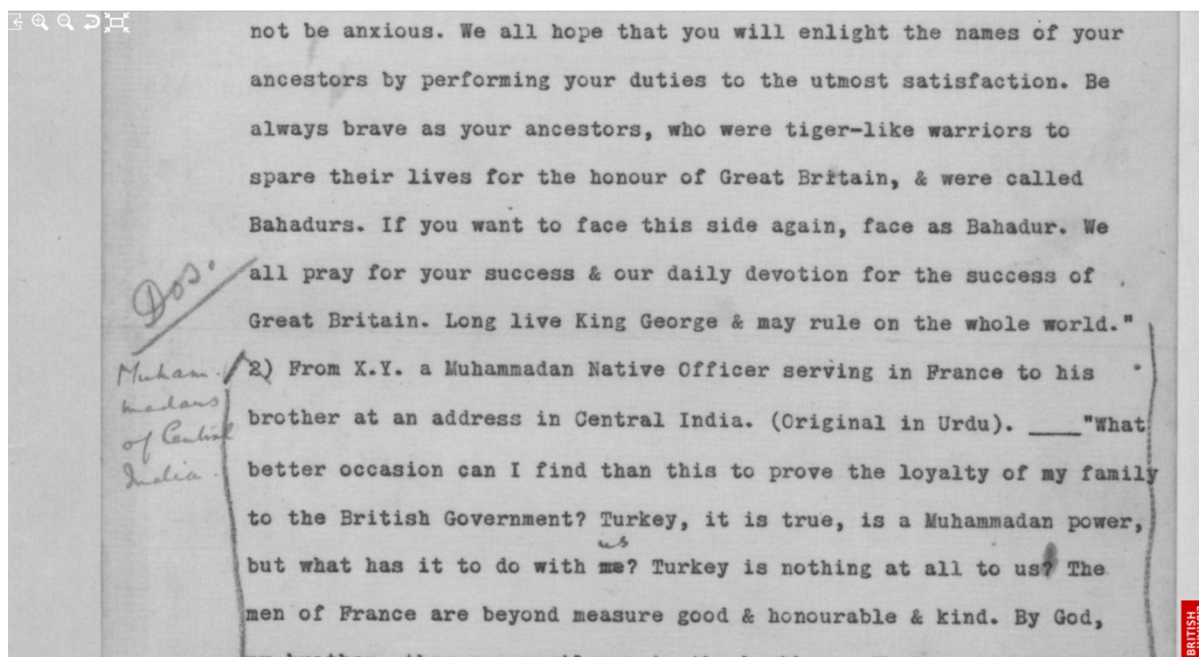 not be anxious. We all hope that you will enlight the names of your
ancestors by performing your duties to the utmost satisfaction. Be
always brave as your ancestors, who were tiger-like warriors to
spare their lives for the honour of Great Britain, & were called
Bahadurs. If you want to face this side again, face as Bahadur. We
all pray for your success & our daily devotion for the success of
Great Britain. Long live King George & may rule on the whole world."
Dos.
2) From X.Y. a Muhammadan Native Officer serving in France to his
brother at an address in Central India. (Original in Urdu). ____"What
better occasion can I find than this to prove the loyalty of my family
to the British Government? Turkey, it is true, is a Muhammadan power,
us
but what has it to do with me? Turkey is nothing at all to us? The
men of France are beyond measure good & honourable & kind. By God,
Muham-
madans
of Central
India.
BRITISH